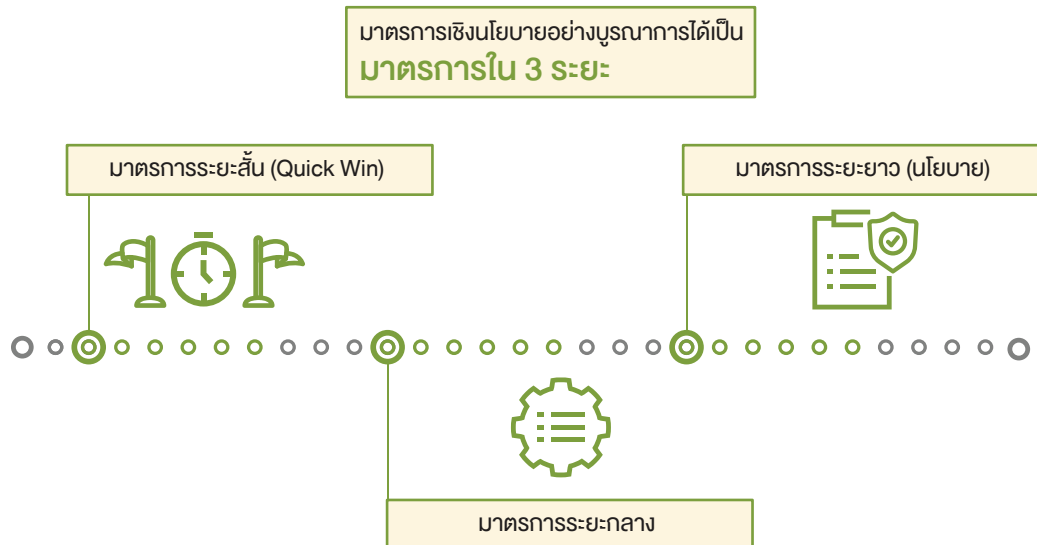 มาตรการเชิงนโยบายอย่างบูรณาการได้เป็น
มาตรการใน 3 ระยะ
มาตรการระยะสั้น (Quick Win)
มาตรการระยะยาว (นโยบาย)
มาตรการระยะกลาง